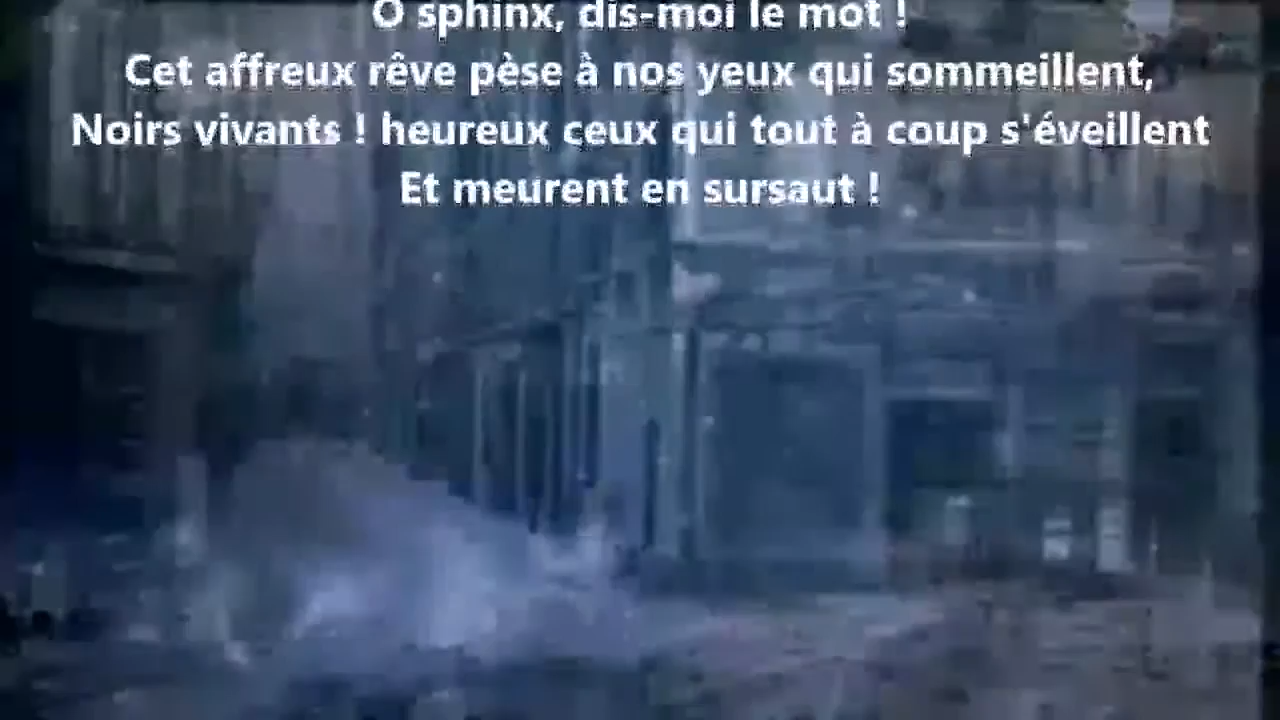 O sphinx, dis-moi le mot !
Cet affreux rêve pèse à nos yeux qui sommeillent,
Noirs vivants ! heureux ceux qui tout à coup s'éveillent
Et meurent en sursaut !